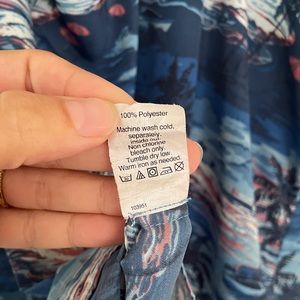 100% Polyester
Machine wash cold,
separately,
inside out.
Non chlorine
bleach only.
Tumble dry low.
Warm iron as needed.
103951